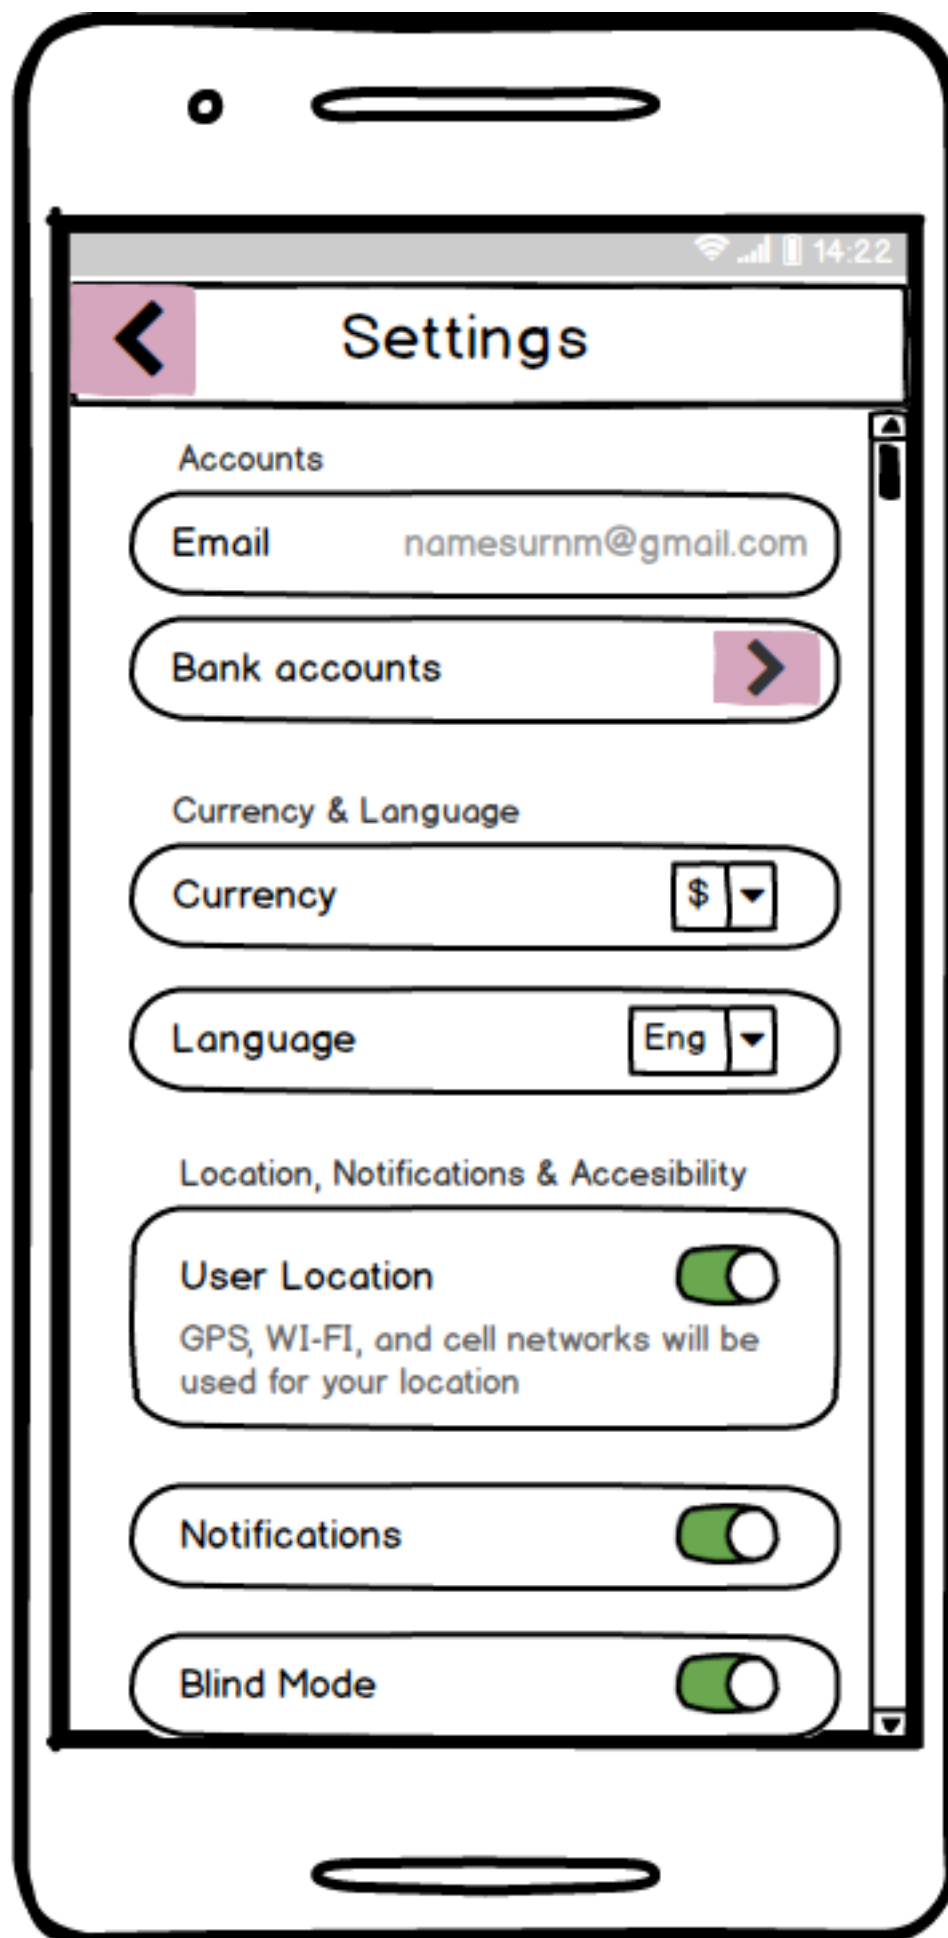 14:22
Settings
Accounts
Email namesurnm@gmail.com
Bank accounts
Currency & Language
Currency $
Language Eng
Location, Notifications & Accesibility
User Location
GPS, WI-FI, and cell networks will be
used for your location
Notifications
Blind Mode